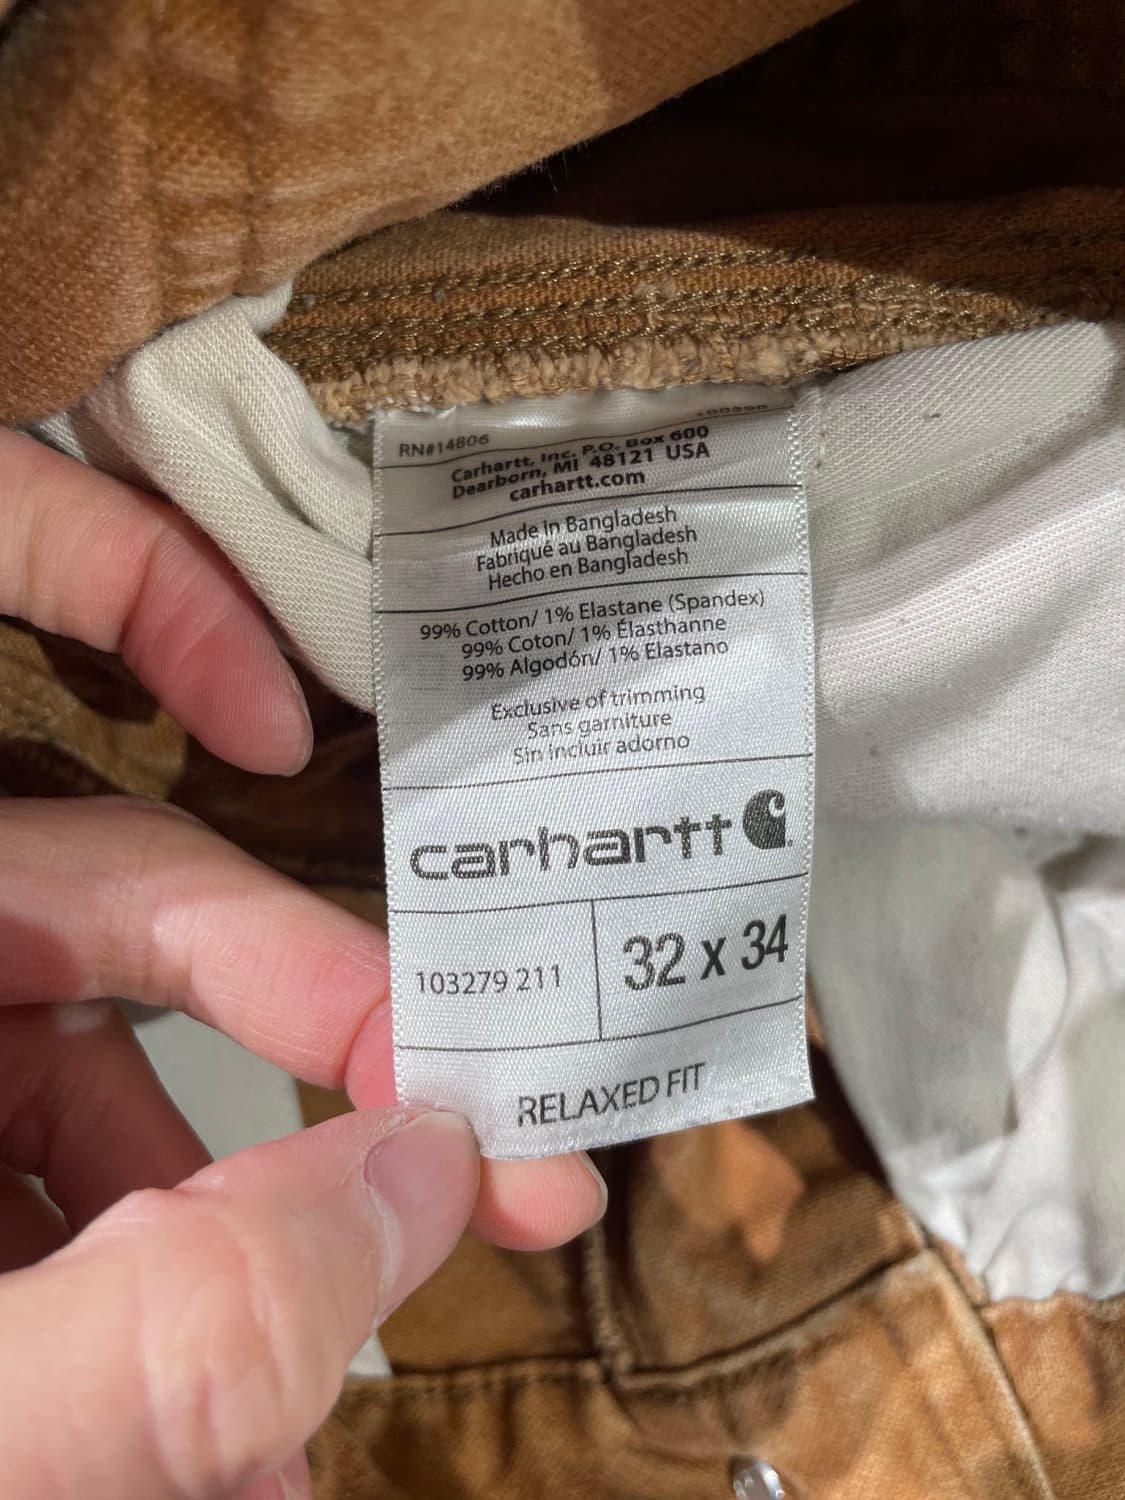 RN#14806
Carhartt, Inc. P.O. Box 600
Dearborn, MI 48121 USA
carhartt.com
Made in Bangladesh
Fabriqué au Bangladesh
Hecho en Bangladesh
99% Cotton/ 1% Elastane (Spandex)
99% Coton/ 1% Élasthanne
99% Algodón/ 1% Elastano
Exclusive of trimming
Sans garniture
Sin incluir adorno
carhartt
103279 211
32 x 34
RELAXED FIT